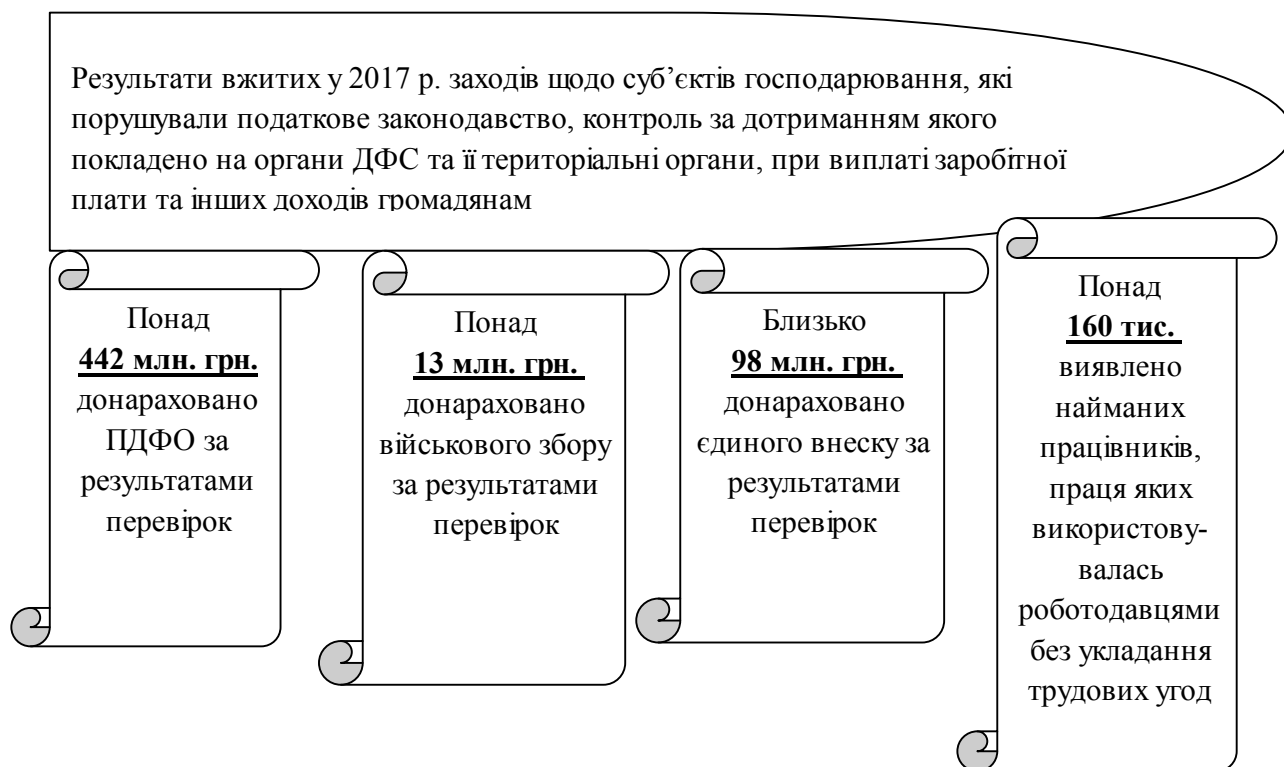 Результати вжитих у 2017 р. заходів щодо суб’єктів господарювання, які
порушували податкове законодавство, контроль за дотриманням якого
покладено на органи ДФС та її територіальні органи, при виплаті заробітної
плати та інших доходів громадянам
Понад
442 млн. грн.
донараховано
ПДФО за
результатами
перевірок
Понад
13 млн. грн.
донараховано
військового збору
за результатами
перевірок
Близько
98 млн. грн.
донараховано
єдиного внеску за
результатами
перевірок
Понад
160 тис.
виявлено
найманих
працівників,
праця яких
використову-
валась
роботодавцями
без укладання
трудових угод